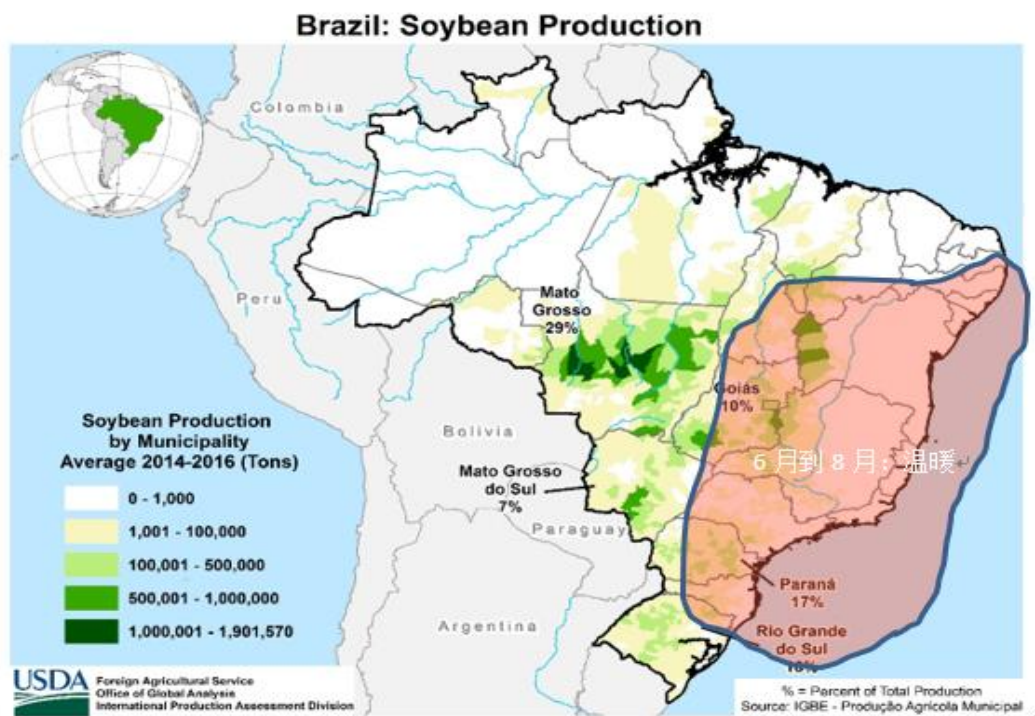 Brazil: Soybean Production
Colombia
Peru
Mato
Grosso
29%
Goiás
10%
Bolivia
6 月到 8 月：温暖
Mato Grosso
do Sul
7%
Paraguay
Paraná
17%
Rio Grande
do Sul
Argentina
Soybean Production
by Municipality
Average 2014-2016 (Tons)
0 - 1,000
1,001 - 100,000
100,001 - 500,000
500,001 - 1,000,000
1,000,001 - 1,901,570
USDA
Foreign Agricultural Service
Office of Global Analysis
International Production Assessment Division
% = Percent of Total Production
Source: IGBE - Produção Agrícola Municipal